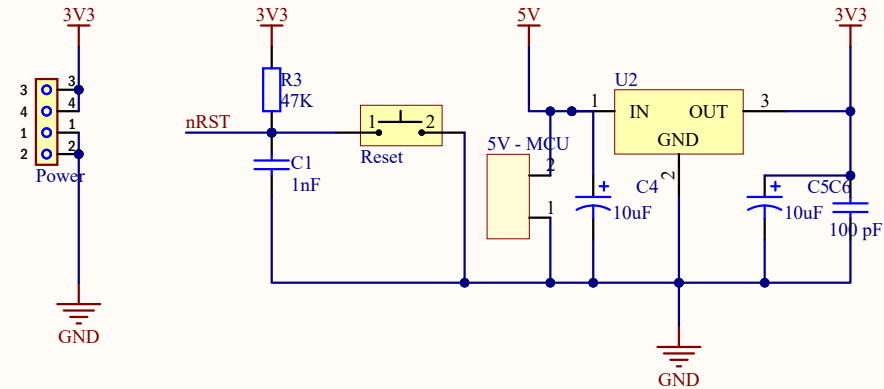 3V3
3V3
5V
3V3
3
3
4
4
1
1
2
2
Power
GND
R3
47K
nRST
C1
1nF
1
2
Reset
5V - MCU
2
1
U2
1
IN
OUT
3
GND
2
C4
10uF
C5
10uF
C6
100 pF
GND